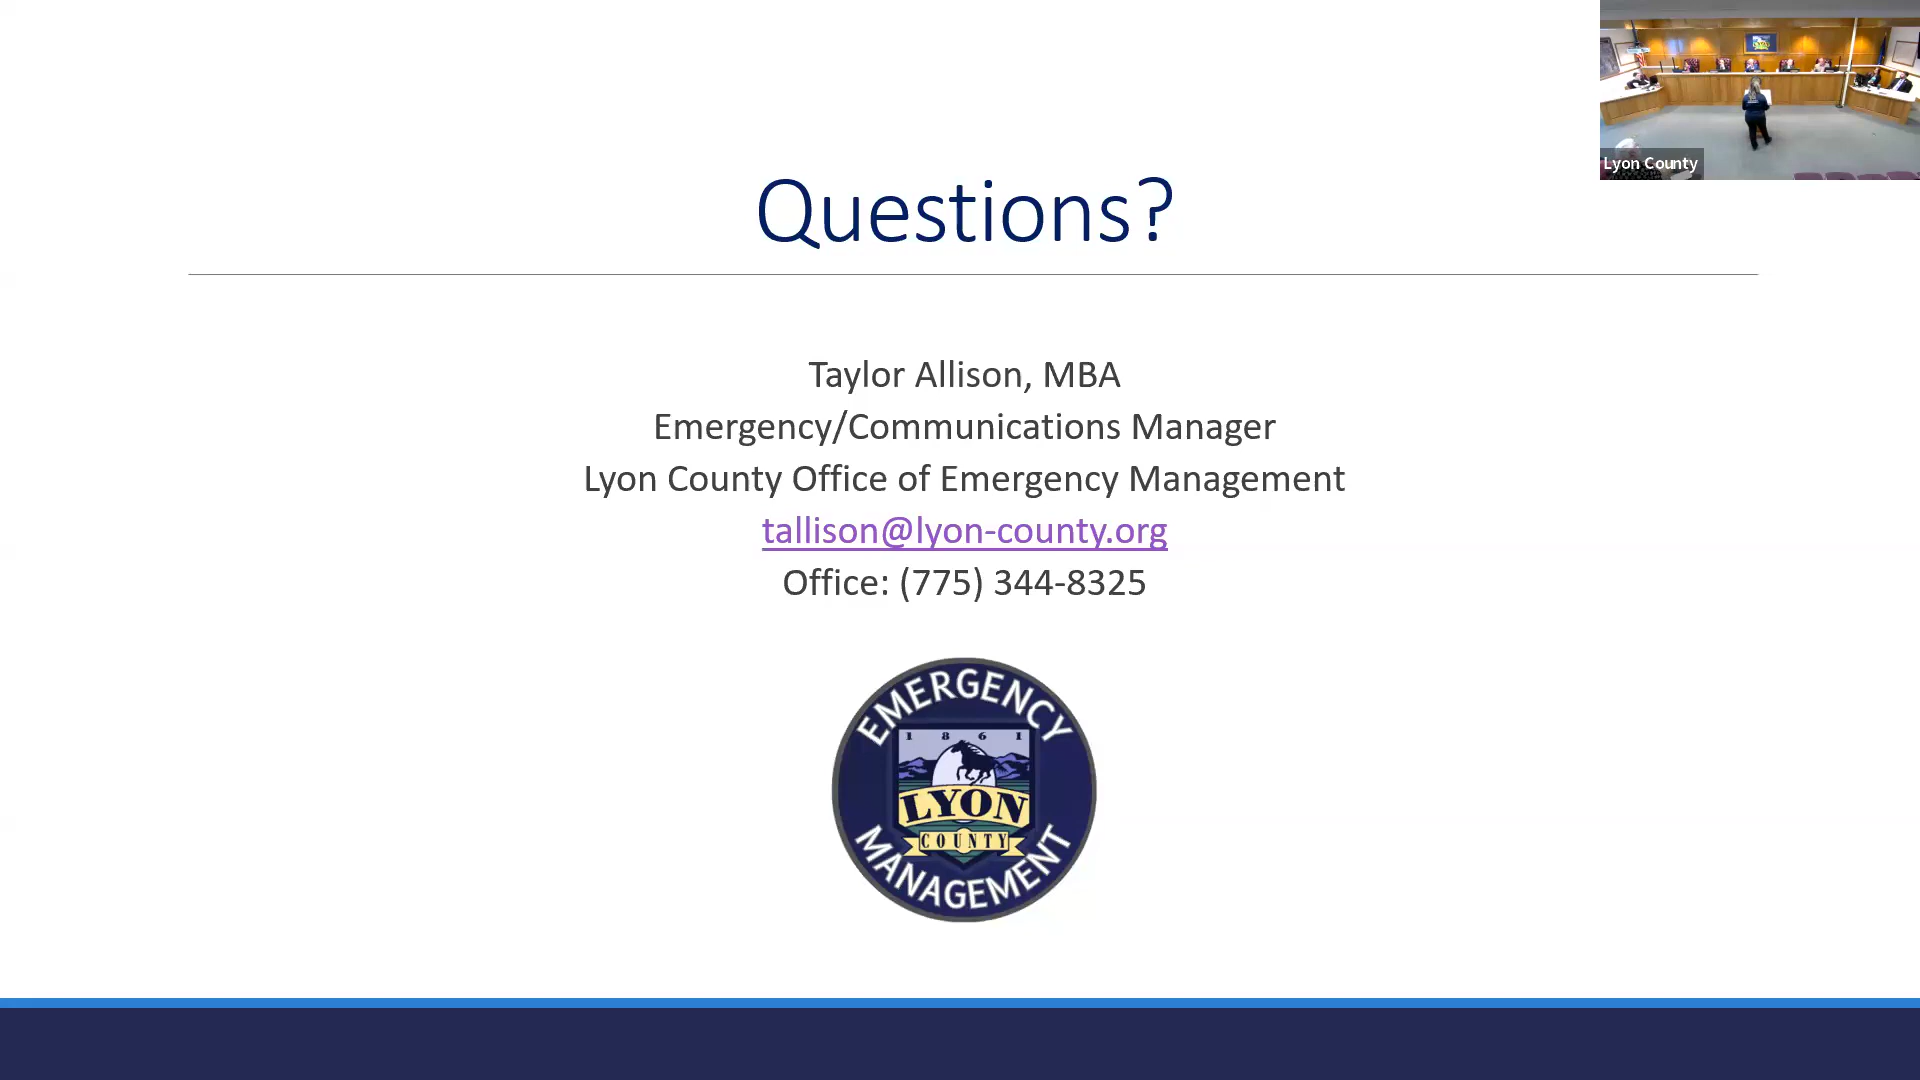 Lyon County
Questions?
Taylor Allison, MBA
Emergency/Communications Manager
Lyon County Office of Emergency Management
tallison@lyon-county.org
Office: (775) 344-8325
EMERGENCY
1861
LYON
COUNTY
MANAGEMENT